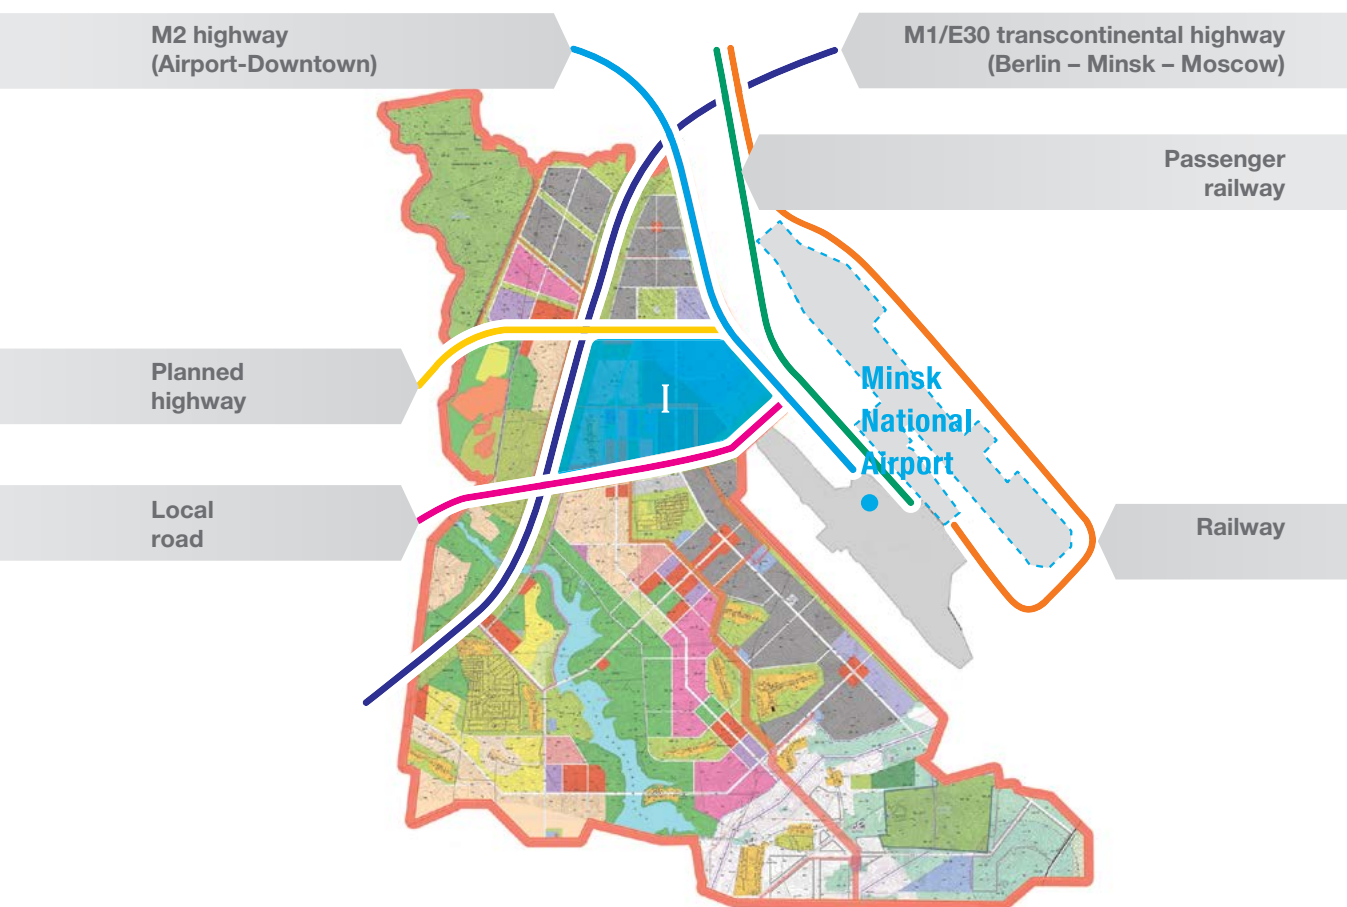 M2 highway
(Airport-Downtown)
M1/E30 transcontinental highway
(Berlin – Minsk – Moscow)
Passenger
railway
Planned
highway
I
Minsk
National
Airport
Local
road
Railway